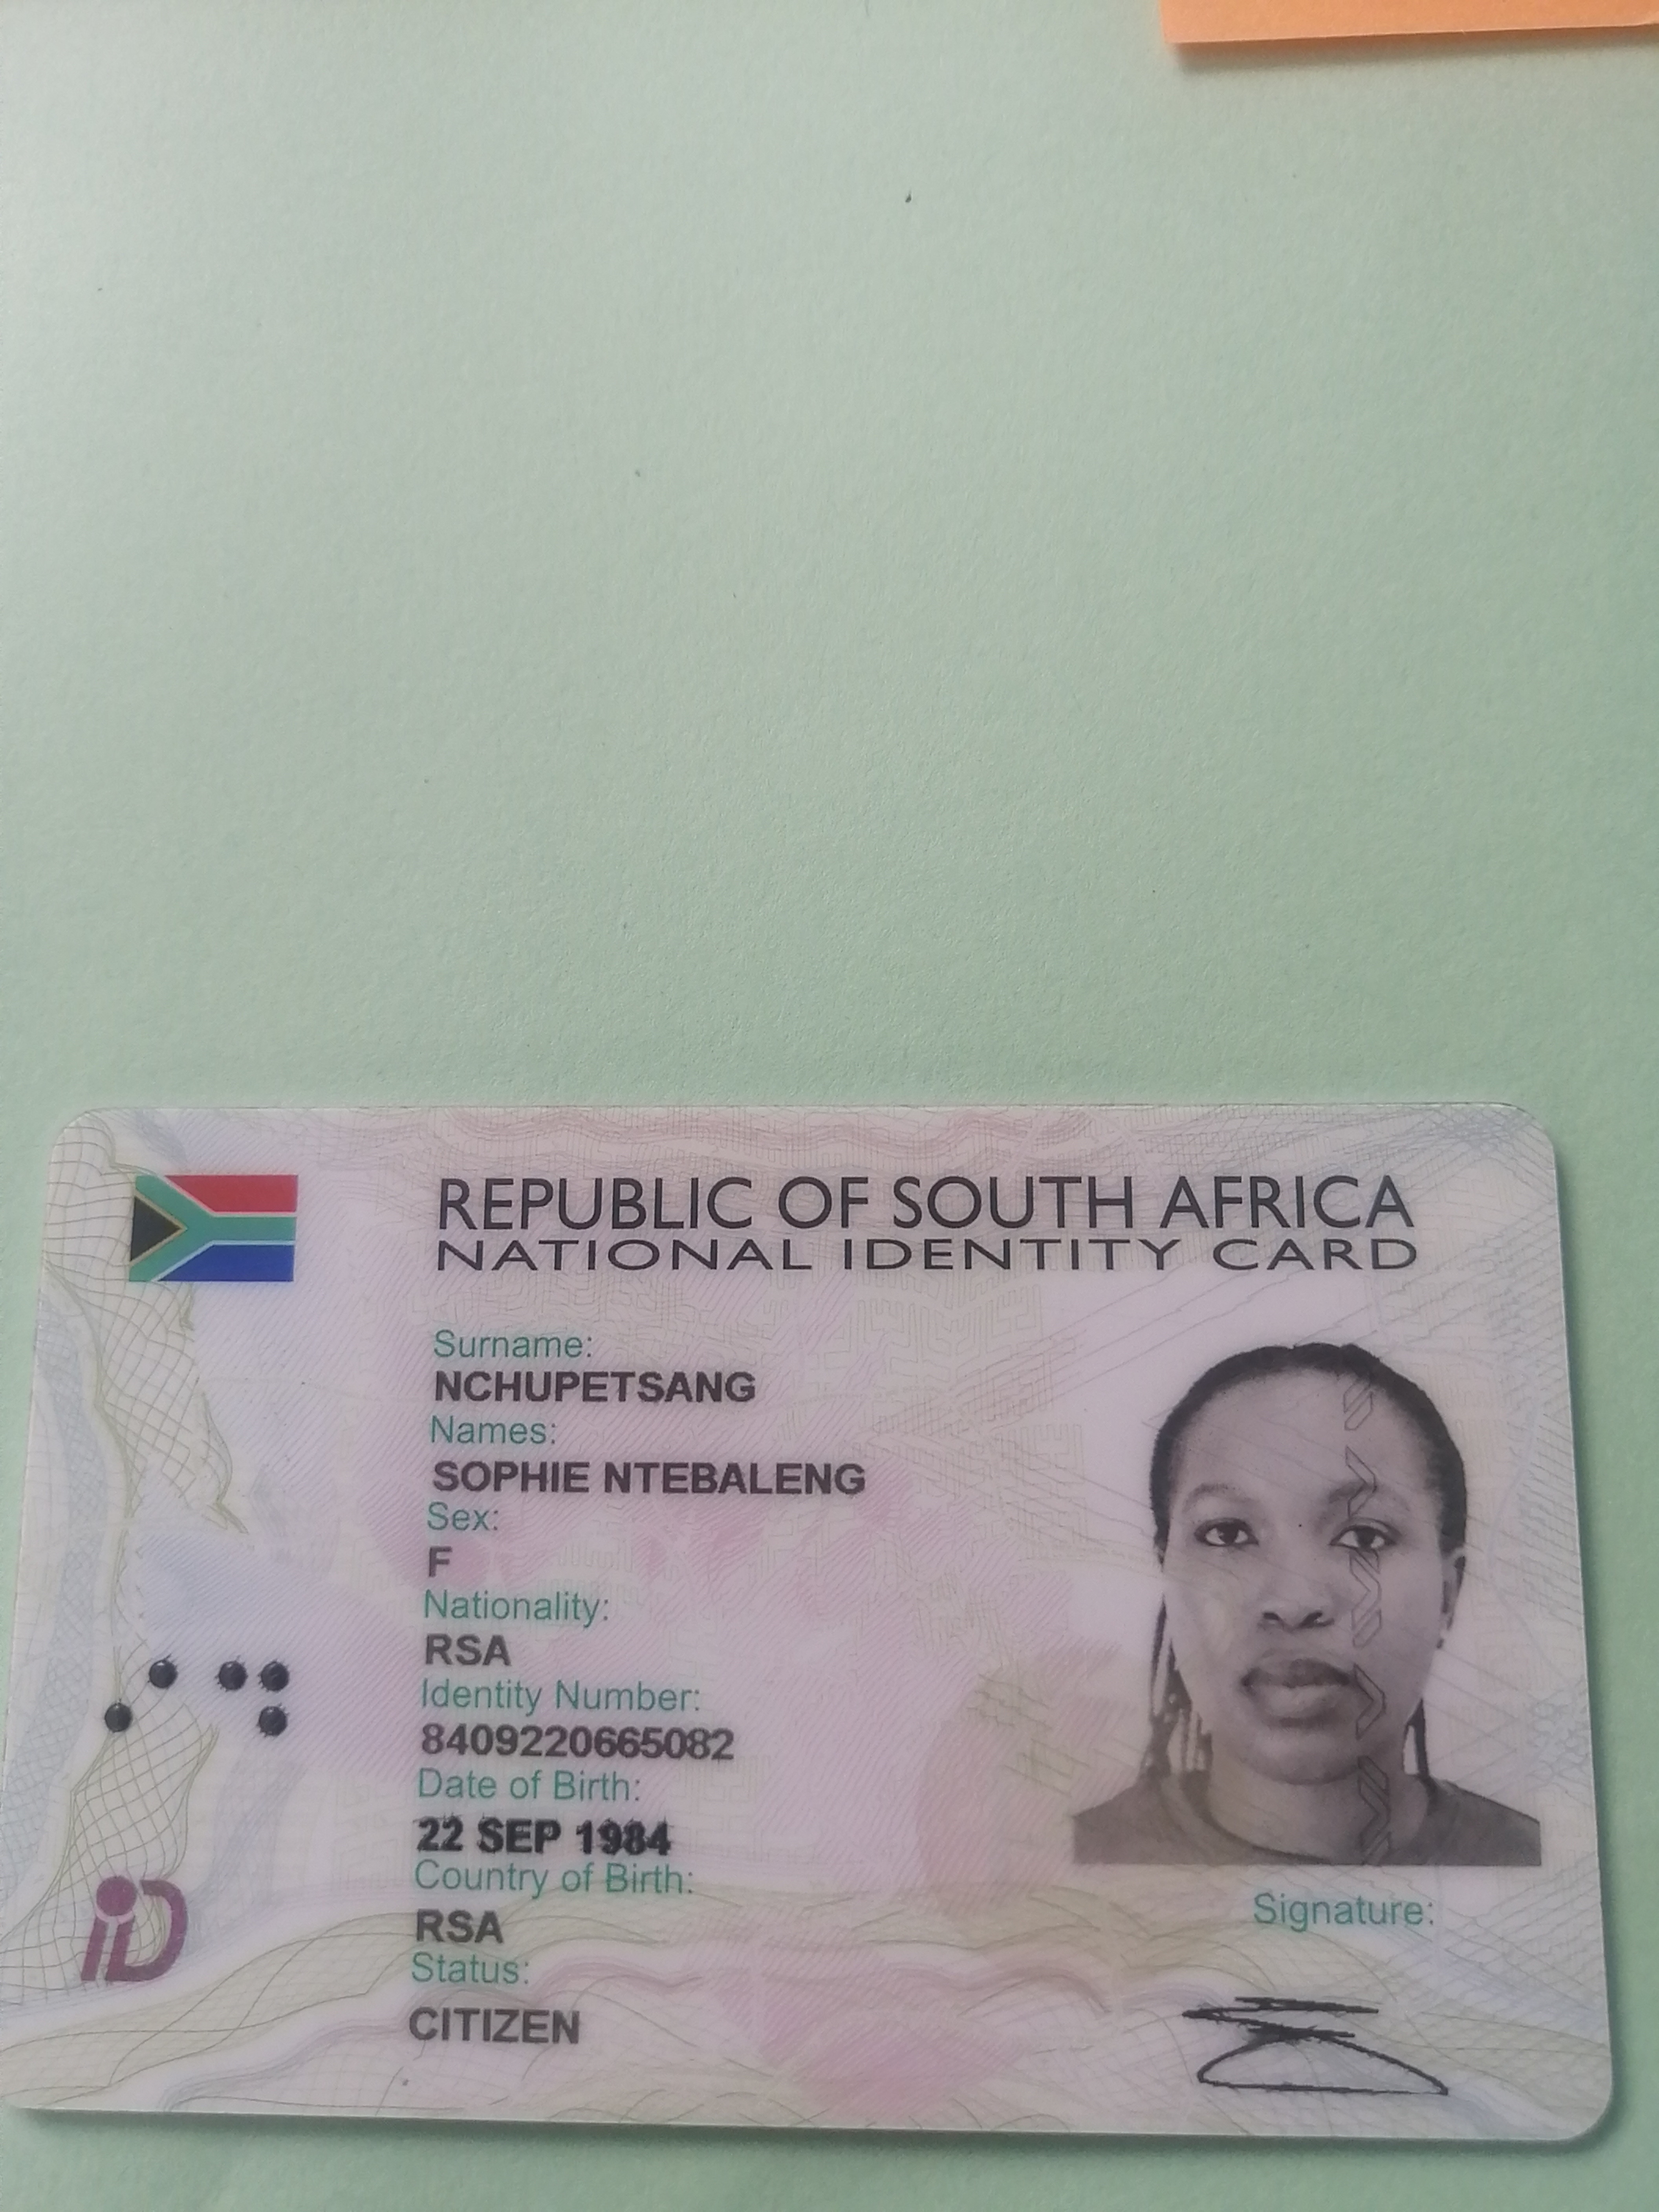 REPUBLIC OF SOUTH AFRICA
NATIONAL IDENTITY CARD
Surname:
NCHUPETSANG
Names:
SOPHIE NTEBALENG
Sex:
F
Nationality:
RSA
Identity Number:
8409220665082
Date of Birth:
22 SEP 1984
Country of Birth:
RSA
Status:
CITIZEN
Signature:
iD